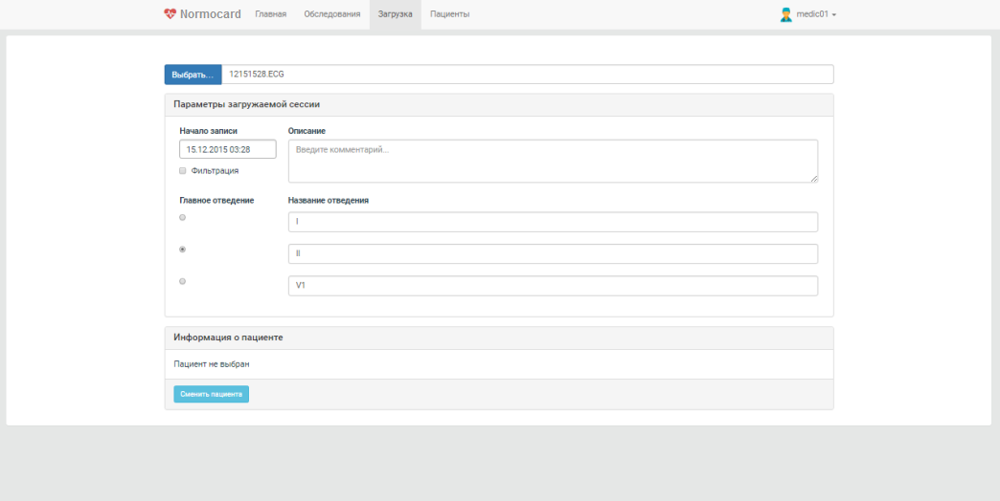 Normocard Главная Обследования Загрузка Пациенты medic01
Выбрать... 12151528.ECG
Параметры загружаемой сессии
Начало записи Описание
15.12.2015 03:28 Введите комментарий...
Фильтрация
Главное отведение Название отведения
I
II
V1
Информация о пациенте
Пациент не выбран
Сменить пациента